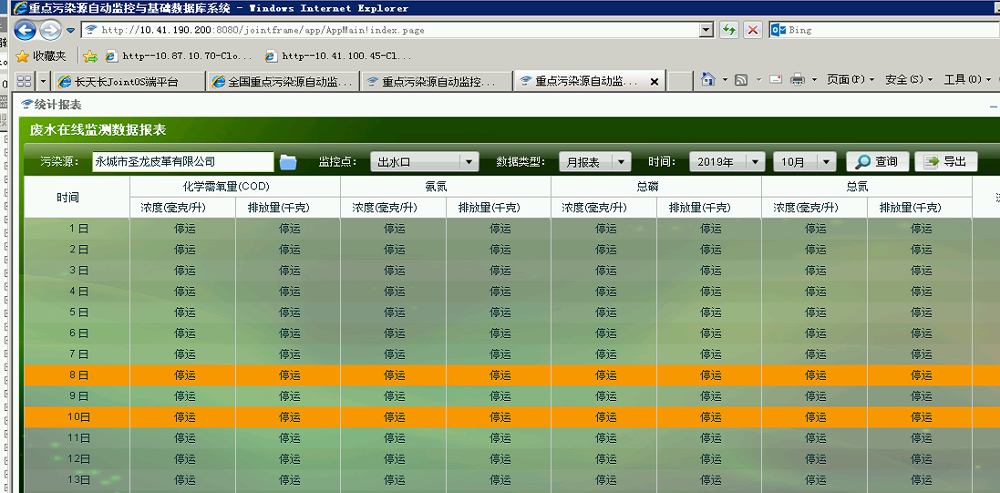 重点污染源自动监控与基础数据库系统 - Windows Internet Explorer
http://10.41.190.200:8080/jointframe/app/AppMain!index.page
Bing
收藏夹 http--10.87.10.70-Clo... http--10.41.100.45-Cl...
长天长JointOS端平台 全国重点污染源自动监... 重点污染源自动监控... 重点污染源自动监... 页面(P) 安全(S) 工具(O)
统计报表
废水在线监测数据报表
污染源： 永城市圣龙皮革有限公司 监控点： 出水口 数据类型： 月报表 时间： 2019年 10月 查询 导出
时间 化学需氧量(COD) 氨氮 总磷 总氮
浓度(毫克/升) 排放量(千克) 浓度(毫克/升) 排放量(千克) 浓度(毫克/升) 排放量(千克) 浓度(毫克/升) 排放量(千克)
1日 停运 停运 停运 停运 停运 停运 停运 停运
2日 停运 停运 停运 停运 停运 停运 停运 停运
3日 停运 停运 停运 停运 停运 停运 停运 停运
4日 停运 停运 停运 停运 停运 停运 停运 停运
5日 停运 停运 停运 停运 停运 停运 停运 停运
6日 停运 停运 停运 停运 停运 停运 停运 停运
7日 停运 停运 停运 停运 停运 停运 停运 停运
8日 停运 停运 停运 停运 停运 停运 停运 停运
9日 停运 停运 停运 停运 停运 停运 停运 停运
10日 停运 停运 停运 停运 停运 停运 停运 停运
11日 停运 停运 停运 停运 停运 停运 停运 停运
12日 停运 停运 停运 停运 停运 停运 停运 停运
13日 停运 停运 停运 停运 停运 停运 停运 停运